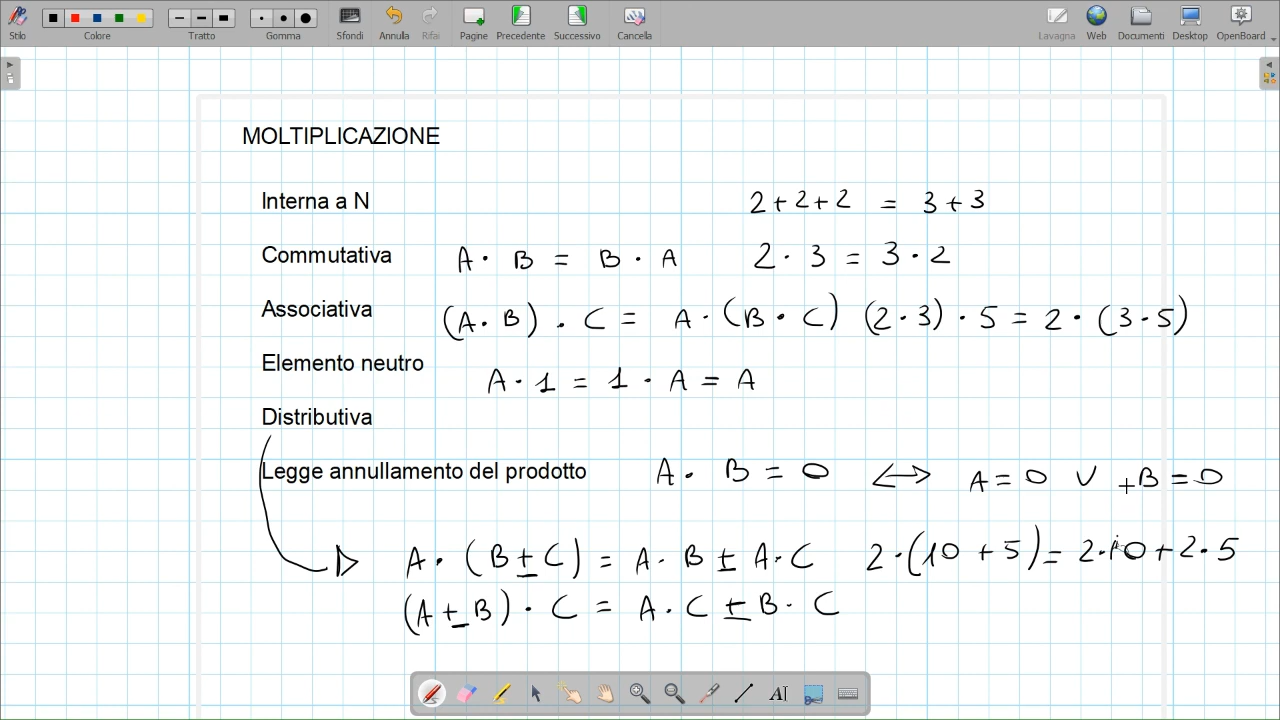 Stilo Colore Tratto Gomma Sfondi Annulla Rifai Pagine Precedente Successivo Cancella Lavagna Web Documenti Desktop OpenBoard
MOLTIPLICAZIONE
Interna a N 2+2+2 = 3+3
Commutativa A · B = B · A 2 · 3 = 3 · 2
Associativa (A · B) · C = A · (B · C) (2 · 3) · 5 = 2 · (3 · 5)
Elemento neutro A · 1 = 1 · A = A
Distributiva
Legge annullamento del prodotto A · B = 0 ↔ A = 0 ∨ +B = 0
A · (B ± C) = A · B ± A · C 2 · (10 + 5) = 2 · 10 + 2 · 5
(A ± B) · C = A · C ± B · C